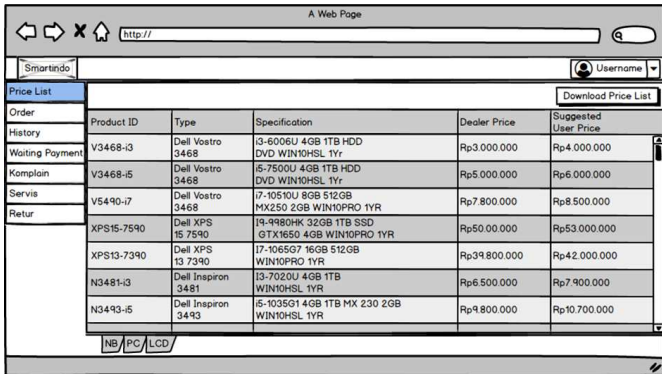 A Web Page
http://
Smartindo
Username
Price List
Order
History
Waiting Payment
Komplain
Servis
Retur
Download Price List
Product ID Type Specification Dealer Price Suggested User Price
V3468-i3 Dell Vostro 3468 i3-6006U 4GB 1TB HDD DVD WIN10HSL 1Yr Rp3.000.000 Rp4.000.000
V3468-i5 Dell Vostro 3468 i5-7500U 4GB 1TB HDD DVD WIN10HSL 1Yr Rp5.000.000 Rp6.000.000
V5490-i7 Dell Vostro 3468 i7-10510U 8GB 512GB MX250 2GB WIN10PRO 1YR Rp7.800.000 Rp8.500.000
XPS15-7590 Dell XPS 15 7590 I9-9980HK 32GB 1TB SSD GTX1650 4GB WIN10PRO 1YR Rp50.00.000 Rp53.000.000
XPS13-7390 Dell XPS 13 7390 I7-1065G7 16GB 512GB WIN10PRO 1YR Rp39.800.000 Rp42.000.000
N3481-i3 Dell Inspiron 3481 I3-7020U 4GB 1TB WIN10HSL 1YR Rp6.500.000 Rp7.900.000
N3493-i5 Dell Inspiron 3493 i5-1035G1 4GB 1TB MX 230 2GB WIN10HSL 1YR Rp9.800.000 Rp10.700.000
NB PC LCD